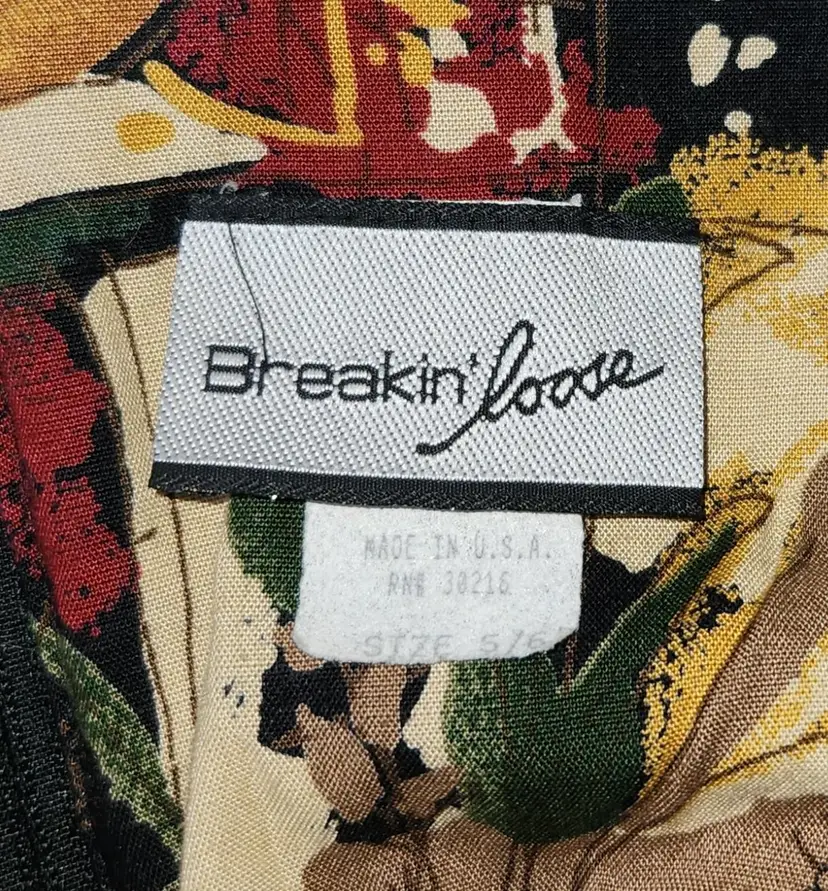 Breakin' loose
MADE IN U.S.A.
RN# 30216
SIZE 5/6